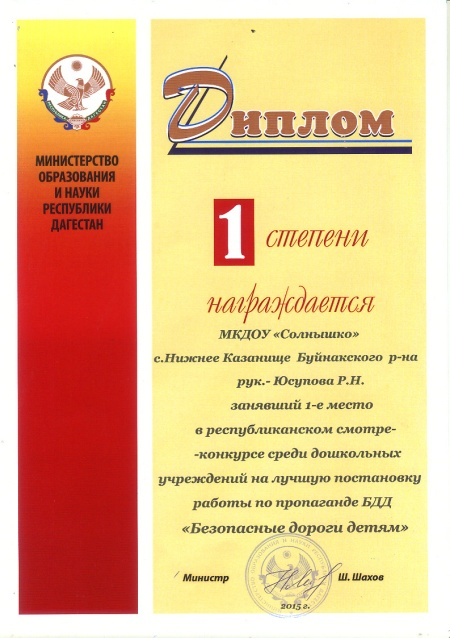 МИНИСТЕРСТВО
ОБРАЗОВАНИЯ
И НАУКИ
РЕСПУБЛИКИ
ДАГЕСТАН
Диплом
1 степени
награждается
МКДОУ «Солнышко»
с.Нижнее Казанище Буйнакского р-на
рук.- Юсупова Р.Н.
занявший 1-е место
в республиканском смотре-
-конкурсе среди дошкольных
учреждений на лучшую постановку
работы по пропаганде БДД
«Безопасные дороги детям»
Министр Ш. Шахов
2015 г.